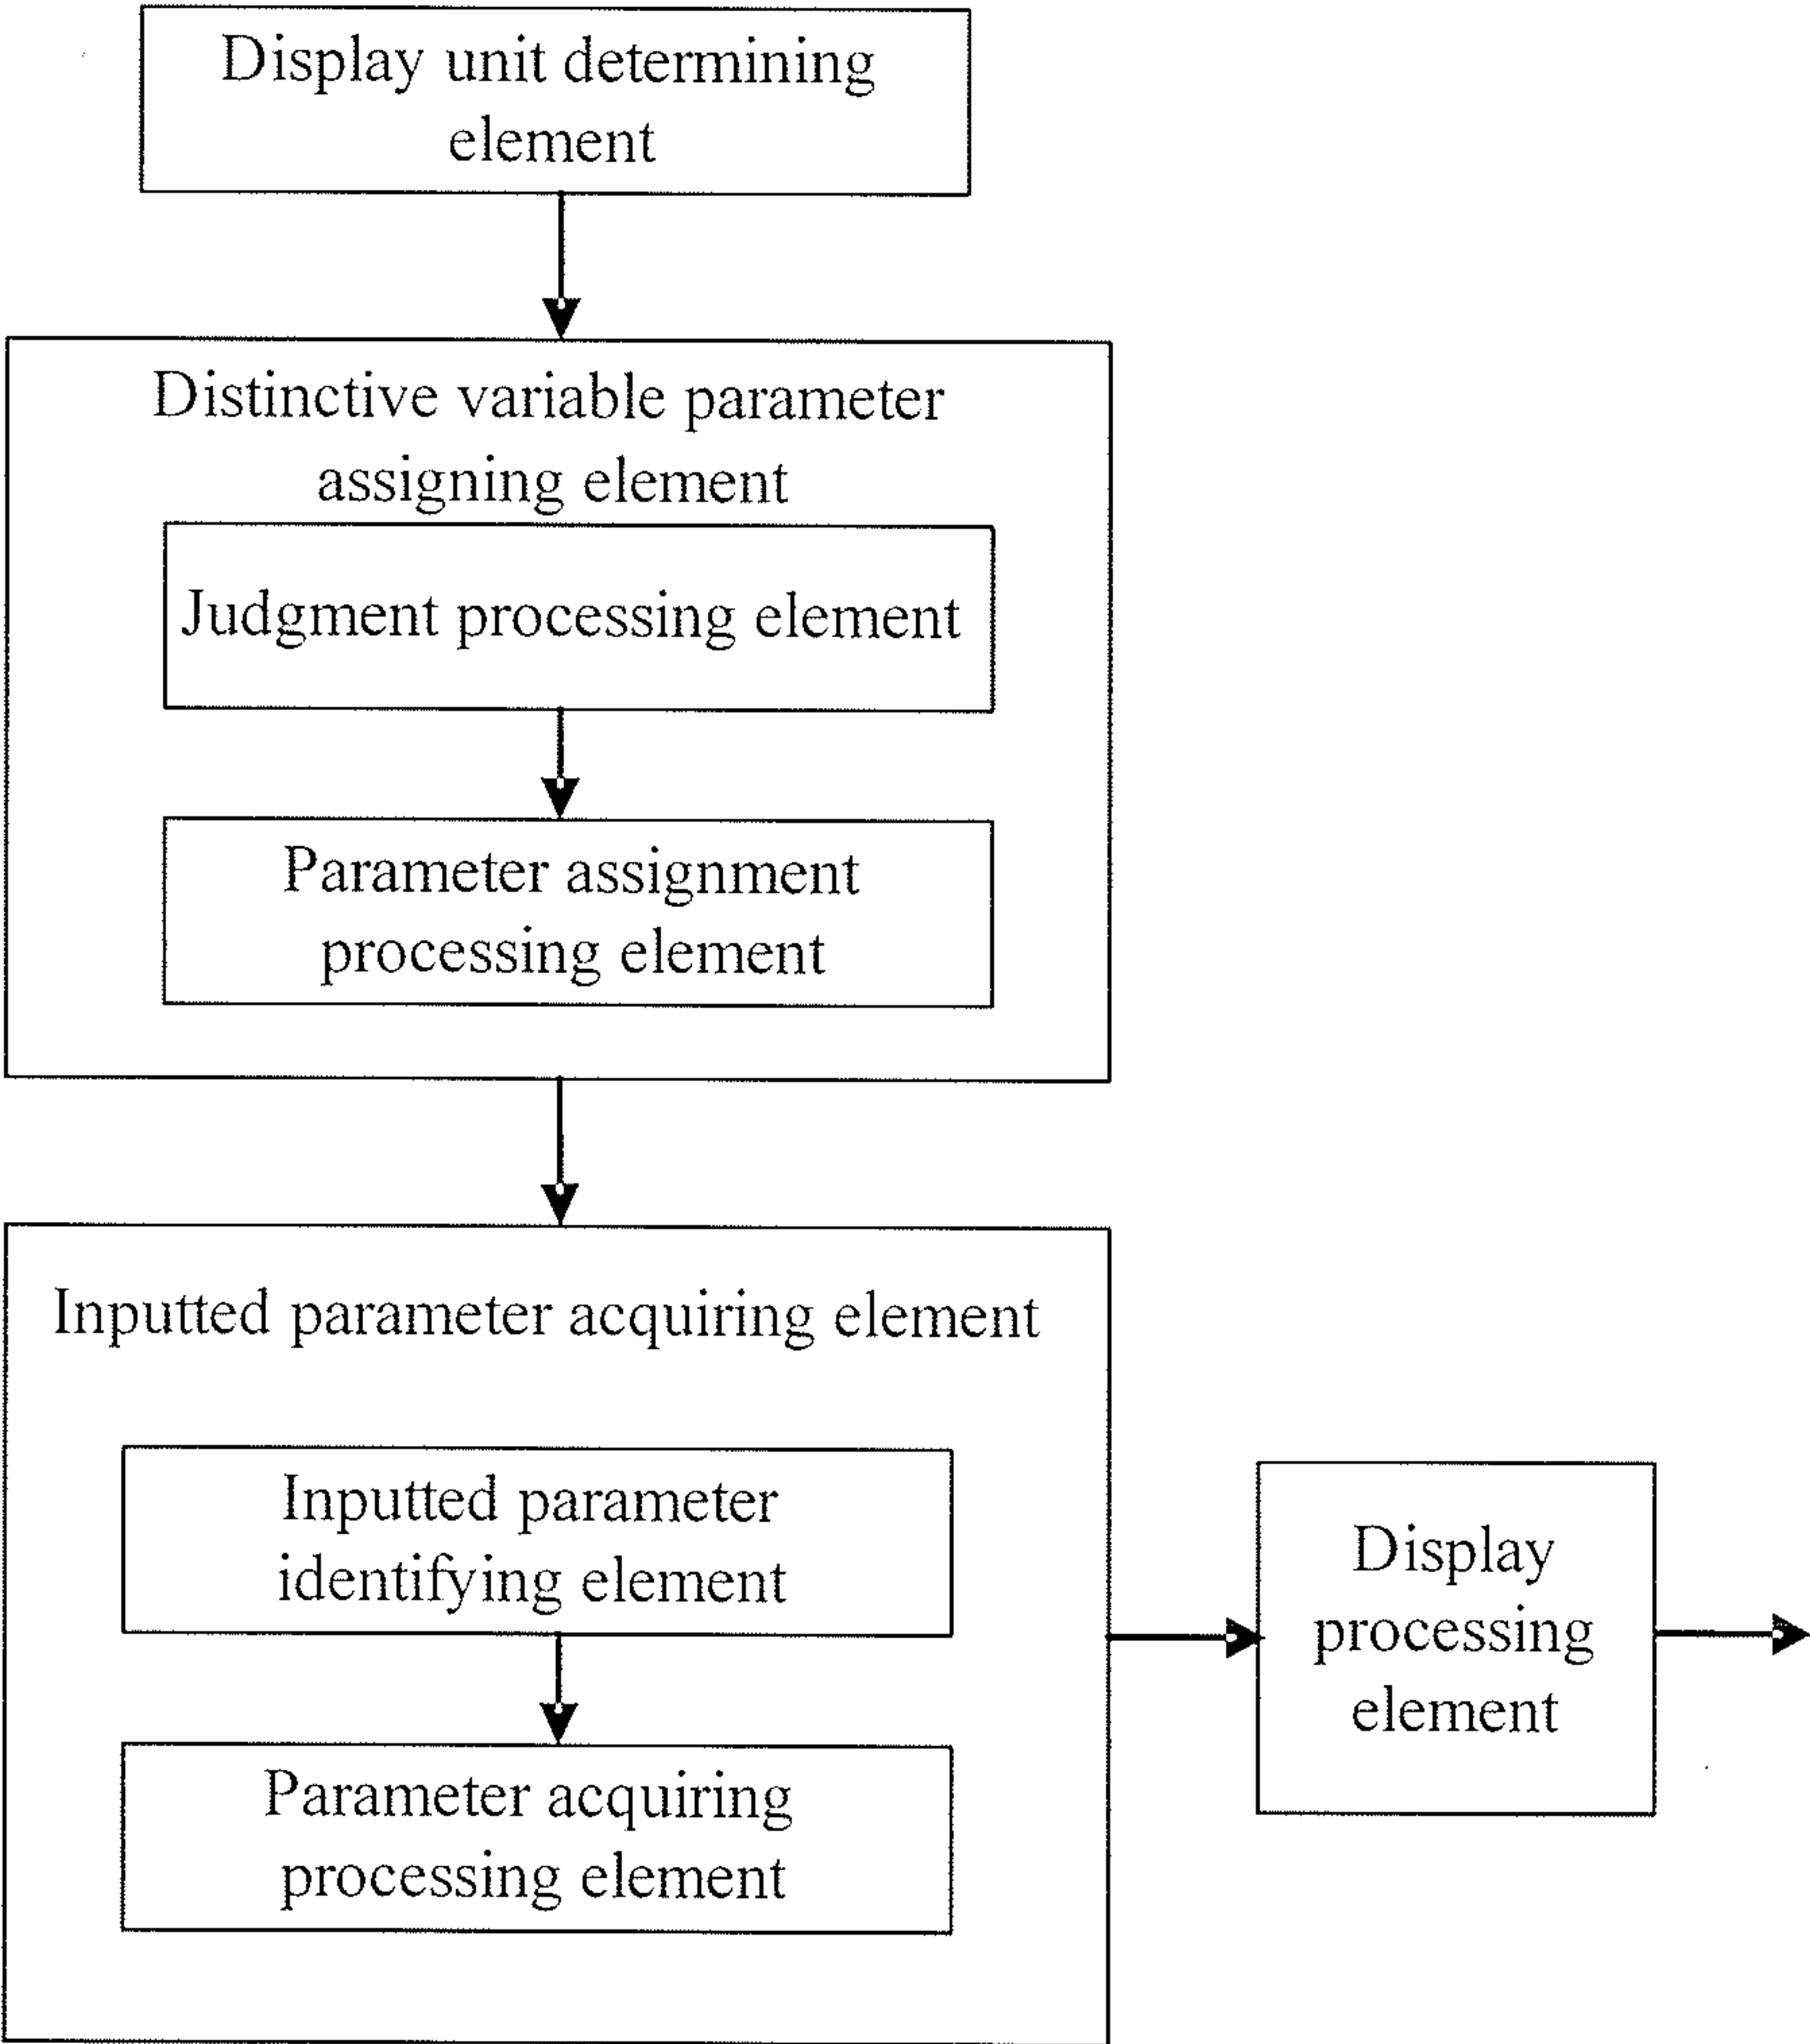 Display unit determining
element
Distinctive variable parameter
assigning element
Judgment processing element
Parameter assignment
processing element
Inputted parameter acquiring element
Inputted parameter
identifying element
Parameter acquiring
processing element
Display
processing
element